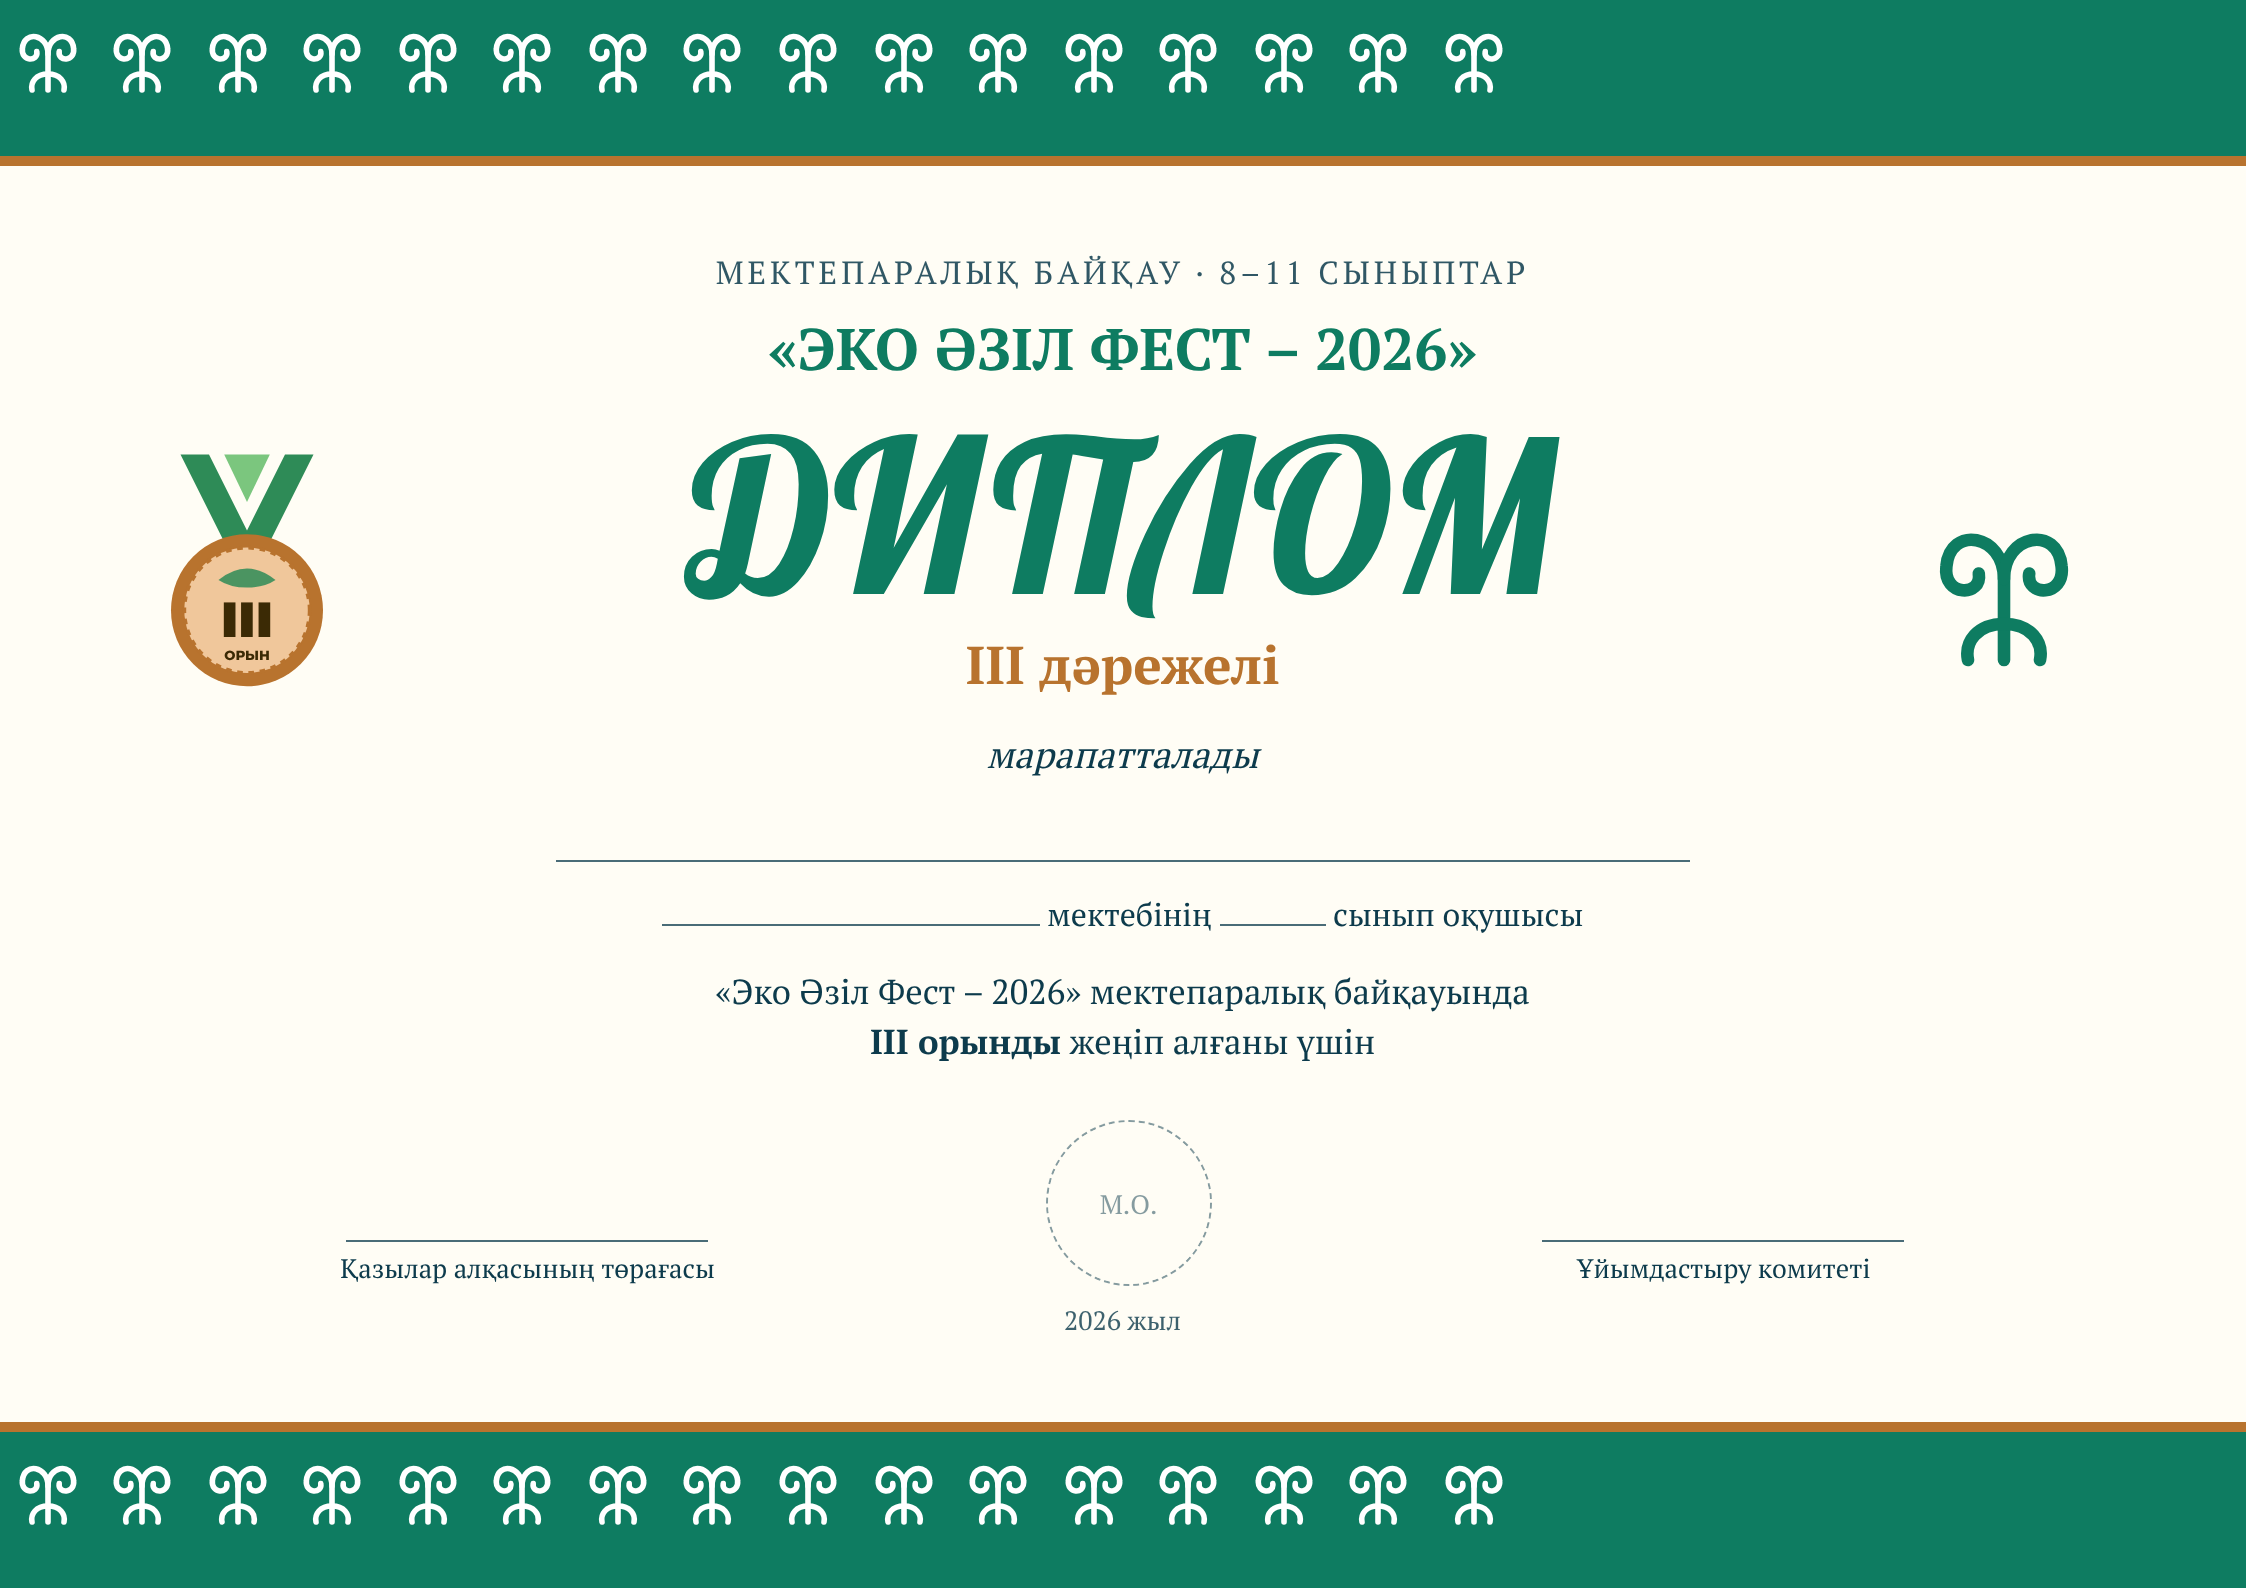 МЕКТЕПАРАЛЫҚ БАЙҚАУ · 8–11 СЫНЫПТАР
«ЭКО ӘЗІЛ ФЕСТ – 2026»
ДИПЛОМ
III
ОРЫН
III дәрежелі
марапатталады
мектебінің сынып оқушысы
«Эко Әзіл Фест – 2026» мектепаралық байқауында
III орынды жеңіп алғаны үшін
М.О.
Қазылар алқасының төрағасы
Ұйымдастыру комитеті
2026 жыл